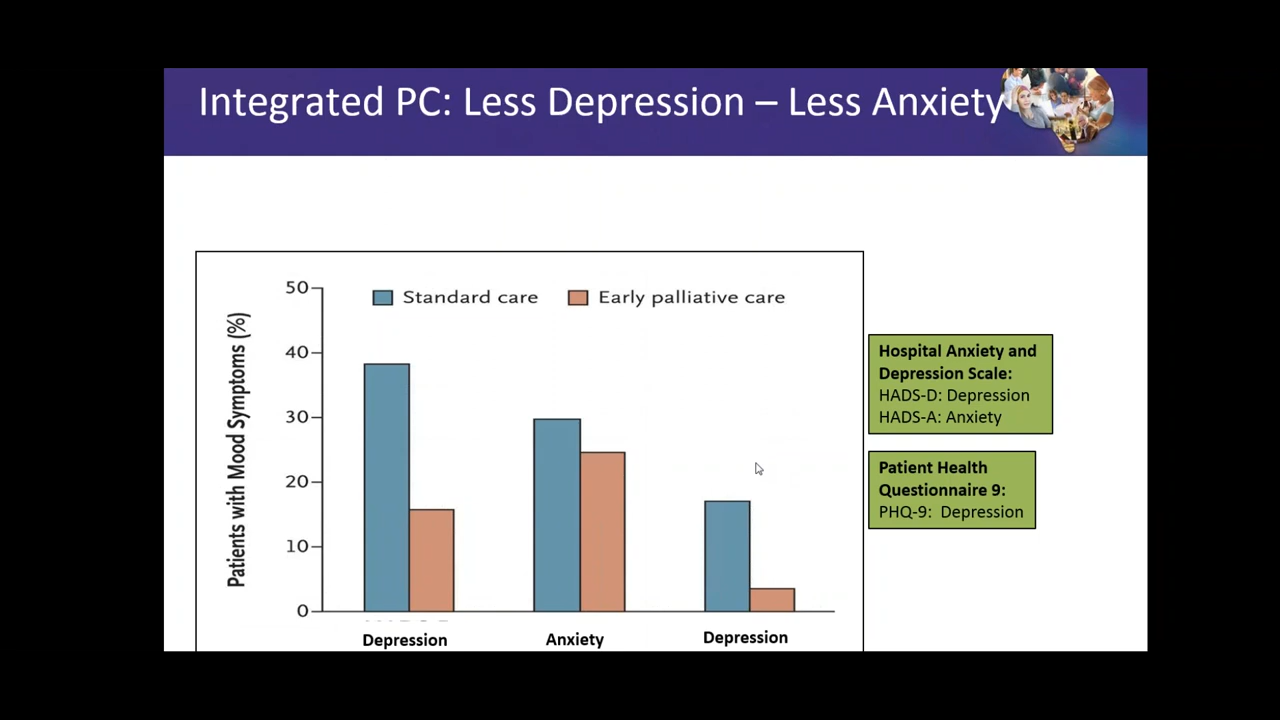 Integrated PC: Less Depression – Less Anxiety
Patients with Mood Symptoms (%)
50
40
30
20
10
0
Standard care
Early palliative care
Depression
Anxiety
Depression
Hospital Anxiety and
Depression Scale:
HADS-D: Depression
HADS-A: Anxiety
Patient Health
Questionnaire 9:
PHQ-9: Depression